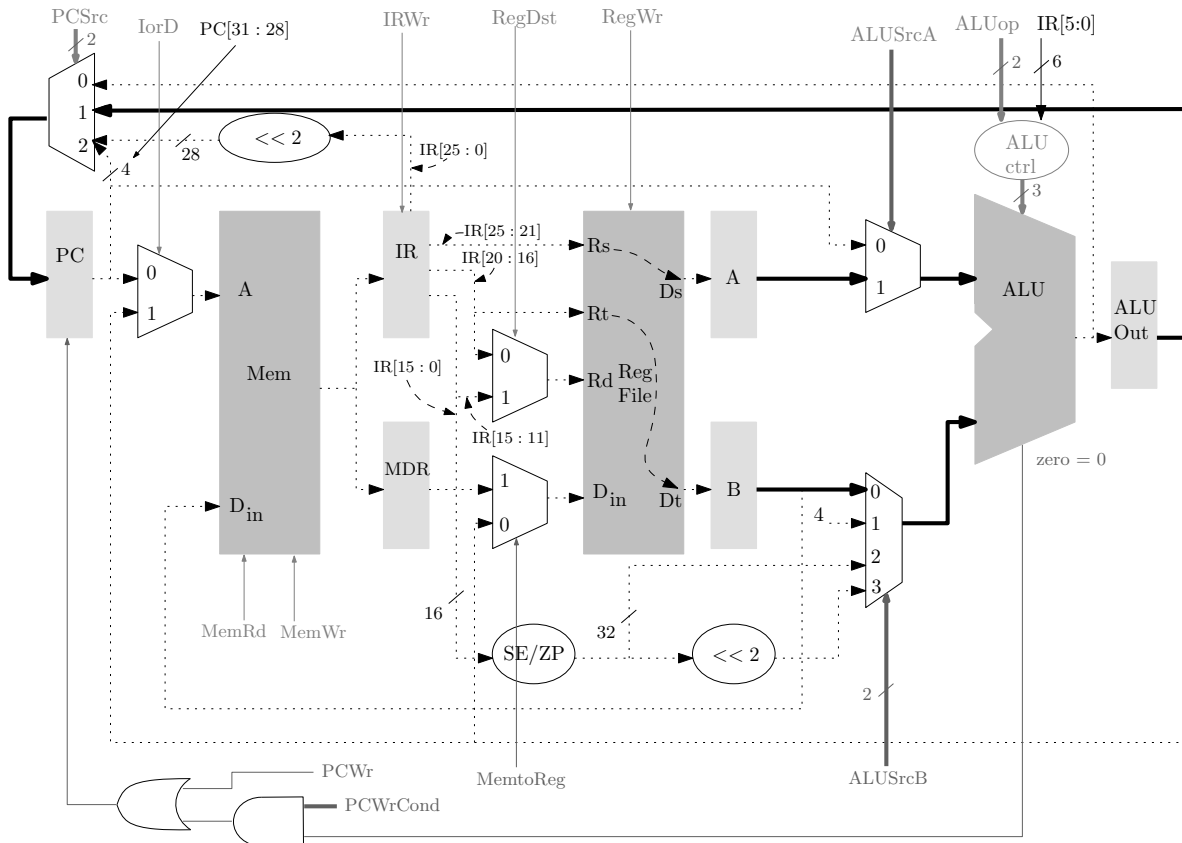 PCSrc
2
IorD
PC[31 : 28]
IRWr
RegDst
RegWr
ALUSrcA
ALUop
IR[5:0]
2
6
0
1
2
28
<< 2
4
IR[25 : 0]
ALU
ctrl
3
PC
0
1
A
Mem
D in
IR
IR[25 : 21]
IR[20 : 16]
IR[15 : 0]
0
1
IR[15 : 11]
MDR
1
0
Rs
Ds
Rt
Rd
Reg
File
D in
Dt
A
B
0
1
ALU
ALU
Out
zero = 0
4
0
1
2
3
MemRd
MemWr
16
SE/ZP
32
<< 2
2
MemtoReg
ALUSrcB
PCWr
PCWrCond